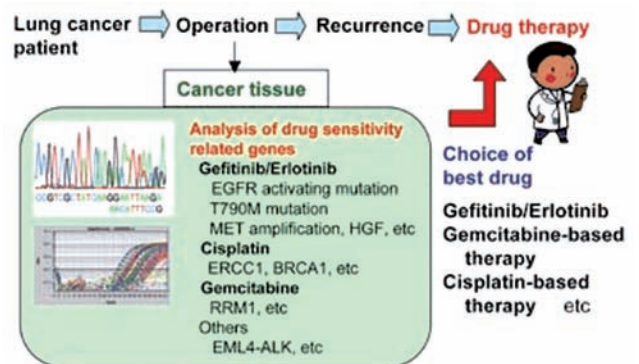 Lung cancer patient
Operation
Recurrence
Drug therapy
Cancer tissue
Analysis of drug sensitivity
related genes
Gefitinib/Erlotinib
EGFR activating mutation
T790M mutation
MET amplification, HGF, etc
Cisplatin
ERCC1, BRCA1, etc
Gemcitabine
RRM1, etc
Others
EML4-ALK, etc
Choice of
best drug
Gefitinib/Erlotinib
Gemcitabine-based
therapy
Cisplatin-based
therapy etc